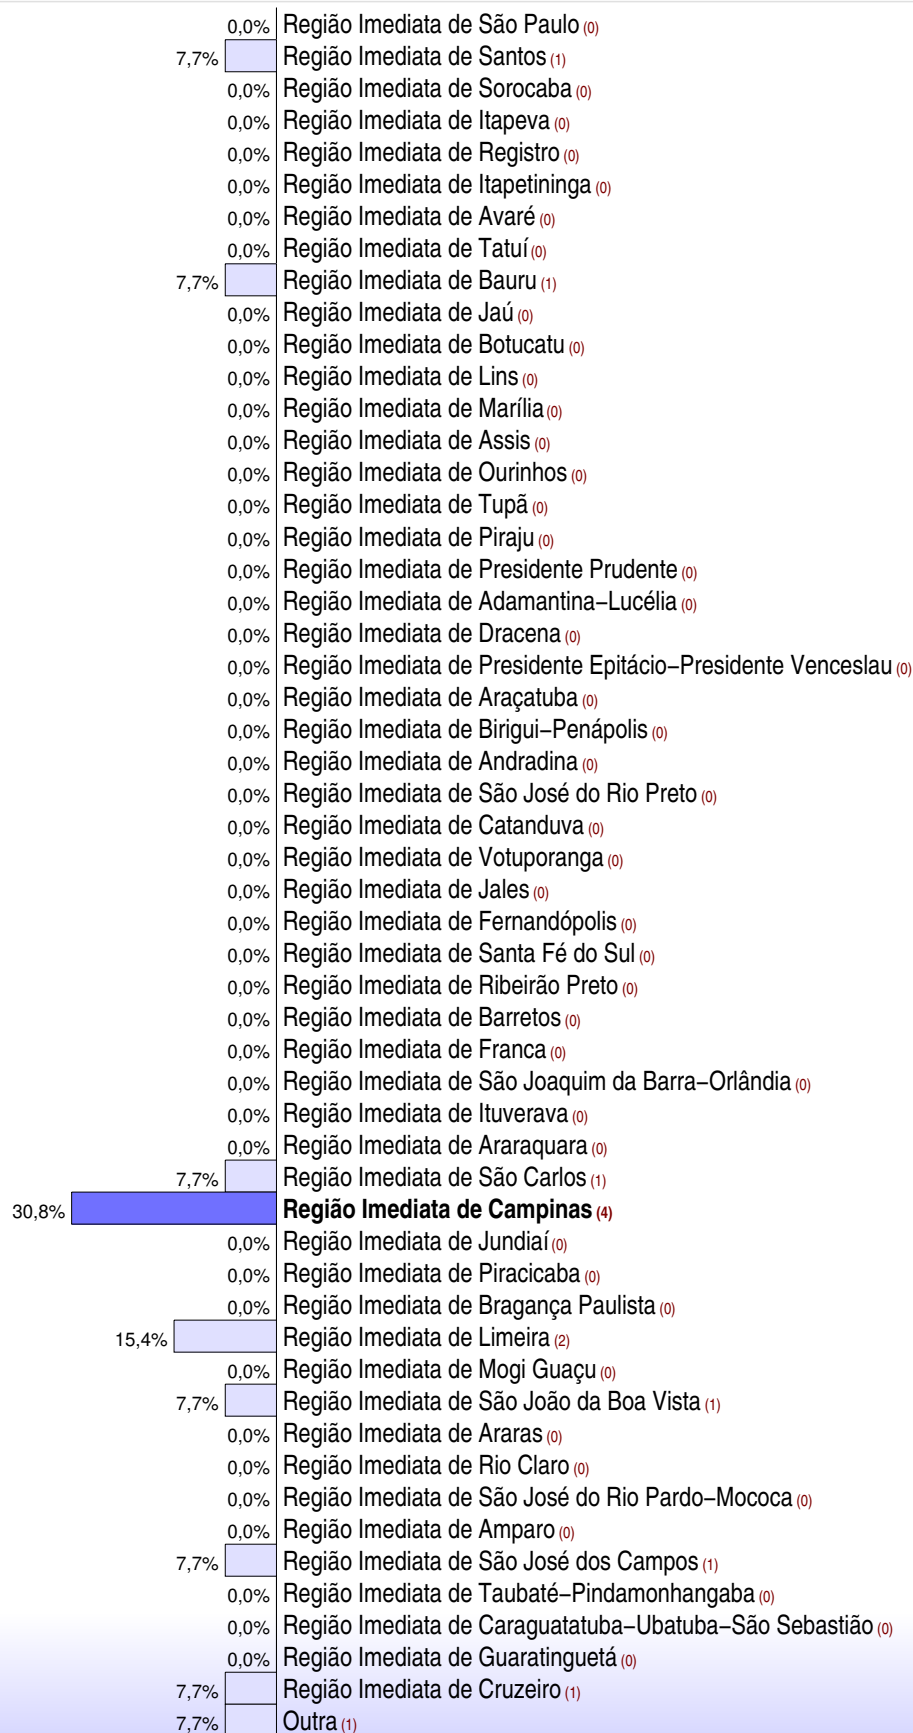 0,0% Região Imediata de São Paulo (0)
7,7% Região Imediata de Santos (1)
0,0% Região Imediata de Sorocaba (0)
0,0% Região Imediata de Itapeva (0)
0,0% Região Imediata de Registro (0)
0,0% Região Imediata de Itapetininga (0)
0,0% Região Imediata de Avaré (0)
0,0% Região Imediata de Tatuí (0)
7,7% Região Imediata de Bauru (1)
0,0% Região Imediata de Jaú (0)
0,0% Região Imediata de Botucatu (0)
0,0% Região Imediata de Lins (0)
0,0% Região Imediata de Marília (0)
0,0% Região Imediata de Assis (0)
0,0% Região Imediata de Ourinhos (0)
0,0% Região Imediata de Tupã (0)
0,0% Região Imediata de Piraju (0)
0,0% Região Imediata de Presidente Prudente (0)
0,0% Região Imediata de Adamantina−Lucélia (0)
0,0% Região Imediata de Dracena (0)
0,0% Região Imediata de Presidente Epitácio−Presidente Venceslau (0)
0,0% Região Imediata de Araçatuba (0)
0,0% Região Imediata de Birigui−Penápolis (0)
0,0% Região Imediata de Andradina (0)
0,0% Região Imediata de São José do Rio Preto (0)
0,0% Região Imediata de Catanduva (0)
0,0% Região Imediata de Votuporanga (0)
0,0% Região Imediata de Jales (0)
0,0% Região Imediata de Fernandópolis (0)
0,0% Região Imediata de Santa Fé do Sul (0)
0,0% Região Imediata de Ribeirão Preto (0)
0,0% Região Imediata de Barretos (0)
0,0% Região Imediata de Franca (0)
0,0% Região Imediata de São Joaquim da Barra−Orlândia (0)
0,0% Região Imediata de Ituverava (0)
0,0% Região Imediata de Araraquara (0)
7,7% Região Imediata de São Carlos (1)
30,8% Região Imediata de Campinas (4)
0,0% Região Imediata de Jundiaí (0)
0,0% Região Imediata de Piracicaba (0)
0,0% Região Imediata de Bragança Paulista (0)
15,4% Região Imediata de Limeira (2)
0,0% Região Imediata de Mogi Guaçu (0)
7,7% Região Imediata de São João da Boa Vista (1)
0,0% Região Imediata de Araras (0)
0,0% Região Imediata de Rio Claro (0)
0,0% Região Imediata de São José do Rio Pardo−Mococa (0)
0,0% Região Imediata de Amparo (0)
7,7% Região Imediata de São José dos Campos (1)
0,0% Região Imediata de Taubaté−Pindamonhangaba (0)
0,0% Região Imediata de Caraguatatuba−Ubatuba−São Sebastião (0)
0,0% Região Imediata de Guaratinguetá (0)
7,7% Região Imediata de Cruzeiro (1)
7,7% Outra (1)